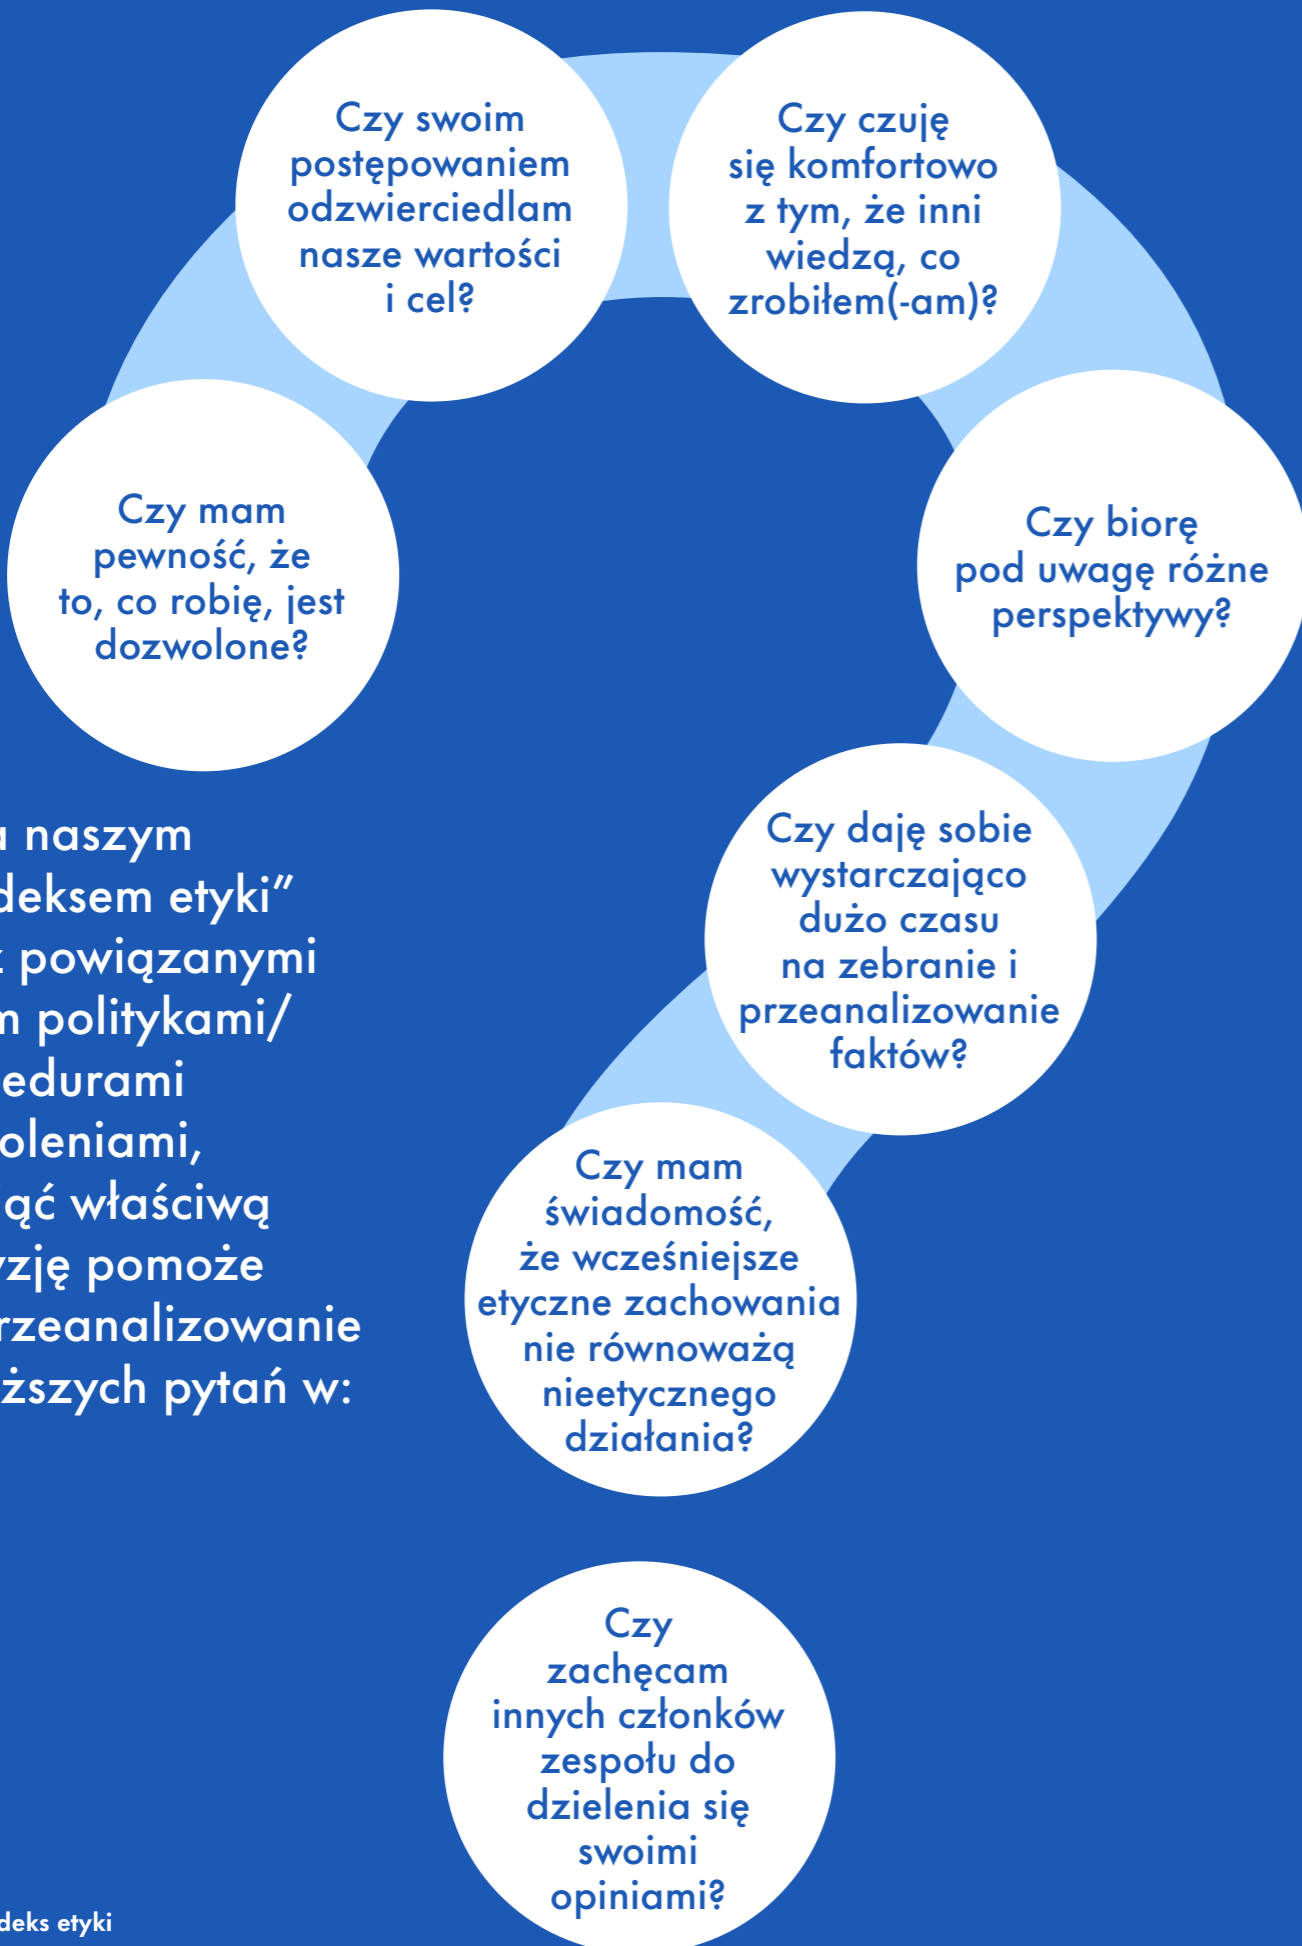 Czy swoim
postępowaniem
odzwierciedlam
nasze wartości
i cel?
Czy czuję
się komfortowo
z tym, że inni
wiedzą, co
zrobiłem(-am)?
Czy mam
pewność, że
to, co robię, jest
dozwolone?
Czy biorę
pod uwagę różne
perspektywy?
Czy daję sobie
wystarczająco
dużo czasu
na zebranie i
przeanalizowanie
faktów?
Czy mam
świadomość,
że wcześniejsze
etyczne zachowania
nie równoważą
nieetycznego
działania?
Czy
zachęcam
innych członków
zespołu do
dzielenia się
swoimi
opiniami?
a naszym
deksem etyki”
z powiązanymi
m politykami/
edurami
oleniami,
jąć właściwą
yzję pomoże
rzeanalizowanie
ższych pytań w:
deks etyki